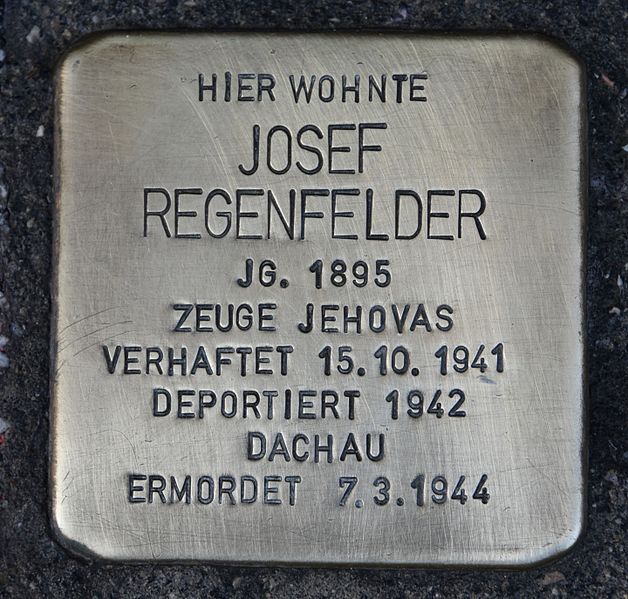 HIER WOHNTE
JOSEF
REGENFELDER
JG. 1895
ZEUGE JEHOVAS
VERHAFTET 15.10.1941
DEPORTIERT 1942
DACHAU
ERMORDET 7.3.1944